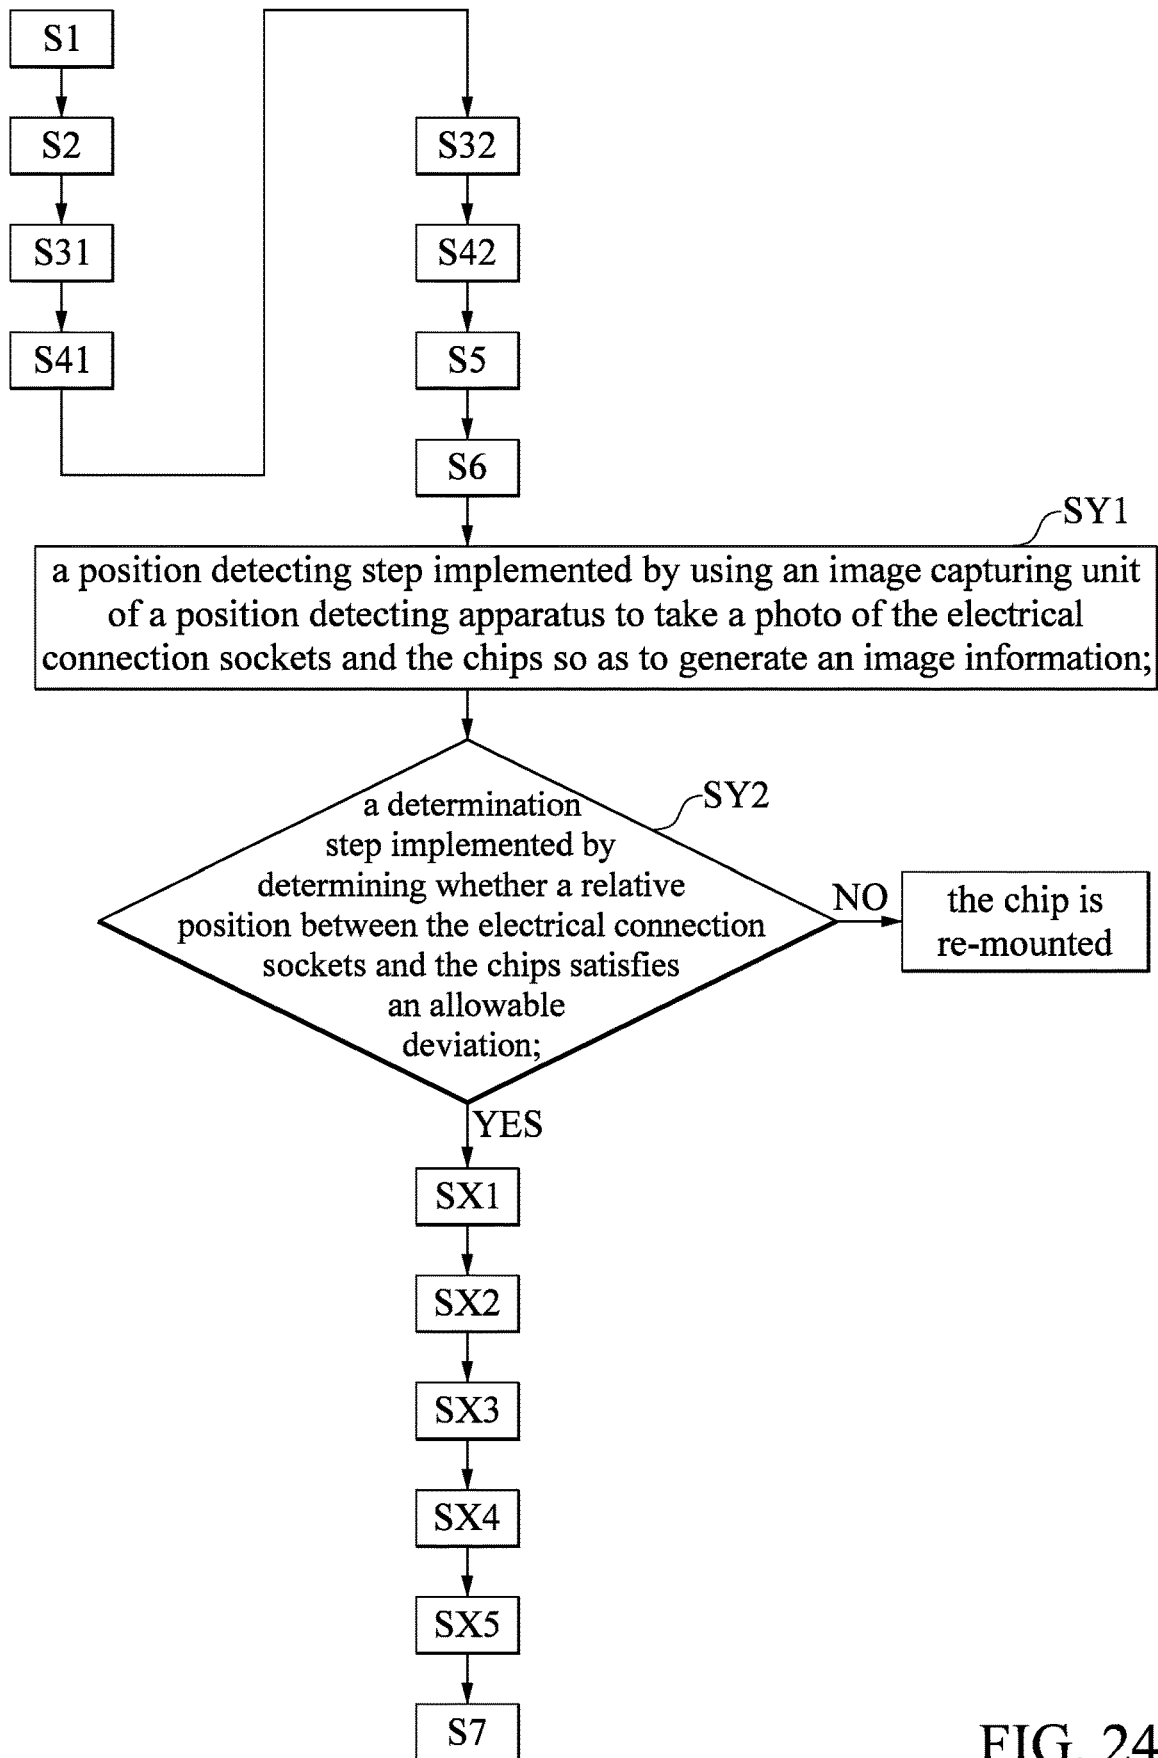 S1
S2
S31
S41
S32
S42
S5
S6
SY1
a position detecting step implemented by using an image capturing unit
of a position detecting apparatus to take a photo of the electrical
connection sockets and the chips so as to generate an image information;
SY2
a determination
step implemented by
determining whether a relative
position between the electrical connection
sockets and the chips satisfies
an allowable
deviation;
NO
the chip is
re-mounted
YES
SX1
SX2
SX3
SX4
SX5
S7
FIG. 24